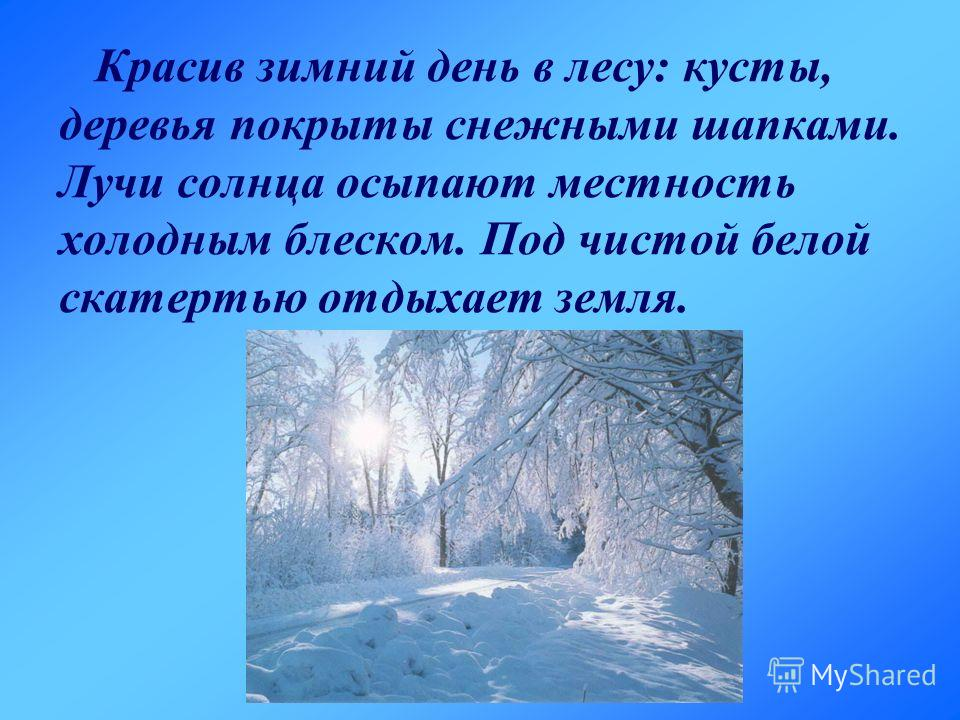 Красив зимний день в лесу: кусты,
деревья покрыты снежными шапками.
Лучи солнца осыпают местность
холодным блеском. Под чистой белой
скатертью отдыхает земля.
MyShared